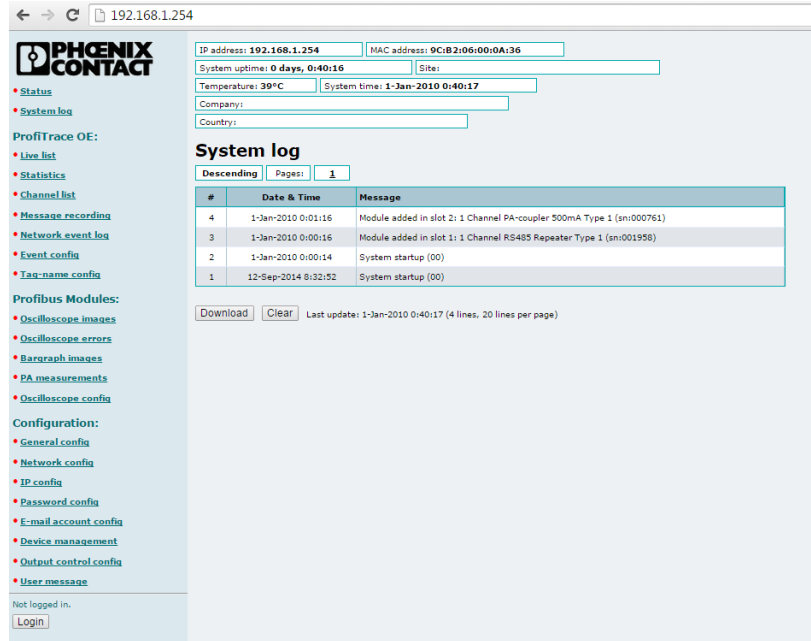 192.168.1.254
PHŒNIX
CONTACT
Status
System log
ProfiTrace OE:
Live list
Statistics
Channel list
Message recording
Network event log
Event config
Tag-name config
Profibus Modules:
Oscilloscope images
Oscilloscope errors
Bargraph images
PA measurements
Oscilloscope config
Configuration:
General config
Network config
IP config
Password config
E-mail account config
Device management
Output control config
User message
Not logged in.
Login
IP address: 192.168.1.254 MAC address: 9C:B2:06:00:0A:36
System uptime: 0 days, 0:40:16 Site:
Temperature: 39°C System time: 1-Jan-2010 0:40:17
Company:
Country:
System log
Descending Pages: 1
# Date & Time Message
4 1-Jan-2010 0:01:16 Module added in slot 2: 1 Channel PA-coupler 500mA Type 1 (sn:000761)
3 1-Jan-2010 0:00:16 Module added in slot 1: 1 Channel RS485 Repeater Type 1 (sn:001958)
2 1-Jan-2010 0:00:14 System startup (00)
1 12-Sep-2014 8:32:52 System startup (00)
Download Clear Last update: 1-Jan-2010 0:40:17 (4 lines, 20 lines per page)